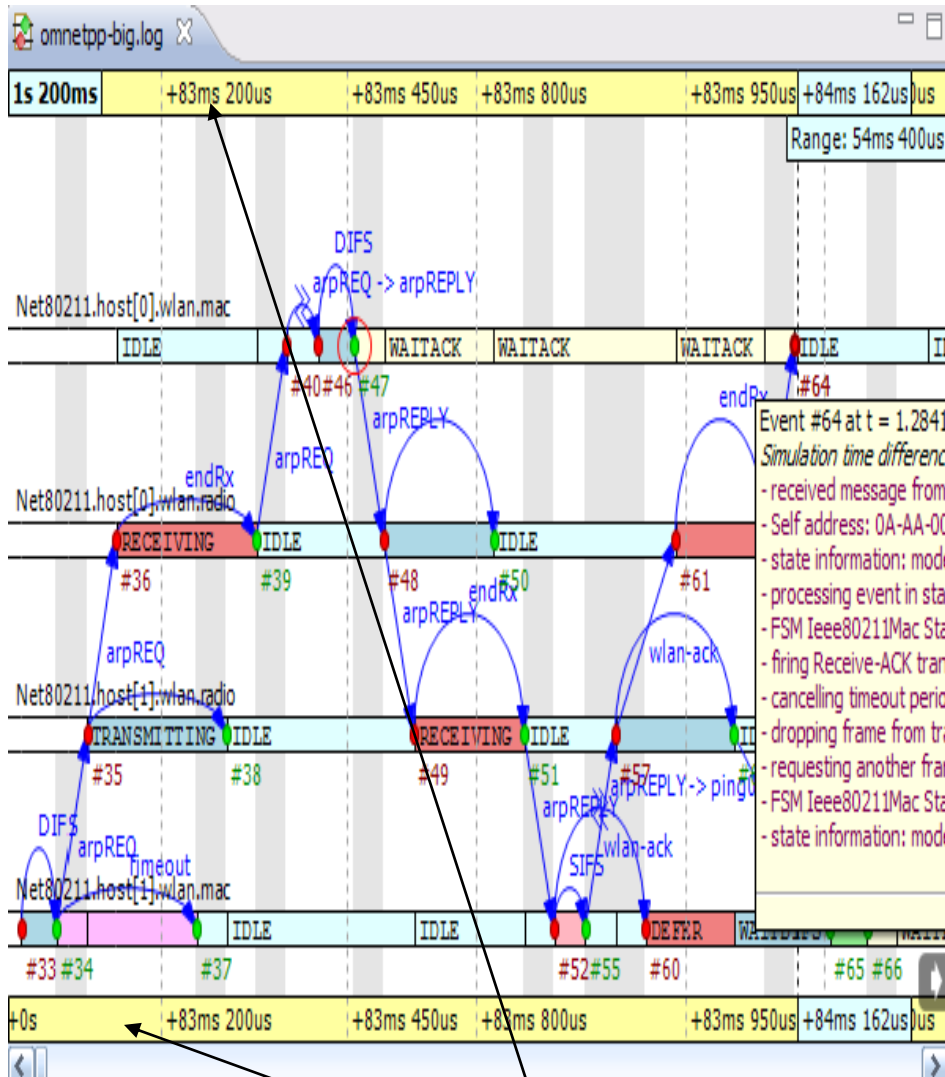 omnetpp-big.log
1s 200ms +83ms 200us +83ms 450us +83ms 800us +83ms 950us +84ms 162us us
Range: 54ms 400us
DIFS
arpREQ -> arpREPLY
Net80211.host[0].wlan.mac
IDLE WAITACK WAITACK WAITACK IDLE
#40 #46 #47 #64
arpREPLY endRx
arpREQ
endRx
Net80211.host[0].wlan.radio
RECEIVING IDLE IDLE
#36 #39 #48 #50 #61
endRx
arpREPLY
arpREQ wlan-ack
Net80211.host[1].wlan.radio
TRANSMITTING IDLE RECEIVING IDLE
#35 #38 #49 #51 #57
arpREPLY -> pingu
arpREPLY
DIFS
arpREQ wlan-ack
timeout SIFS
Net80211.host[1].wlan.mac
IDLE IDLE DEFER
#33 #34 #37 #52 #55 #60 #65 #66
+0s +83ms 200us +83ms 450us +83ms 800us +83ms 950us +84ms 162us us
Event #64 at t = 1.2841
Simulation time differenc
- received message from
- Self address: 0A-AA-00
- state information: mode
- processing event in sta
- FSM Ieee80211Mac Sta
- firing Receive-ACK tran
- cancelling timeout perio
- dropping frame from tra
- requesting another fran
- FSM Ieee80211Mac Sta
- state information: mode